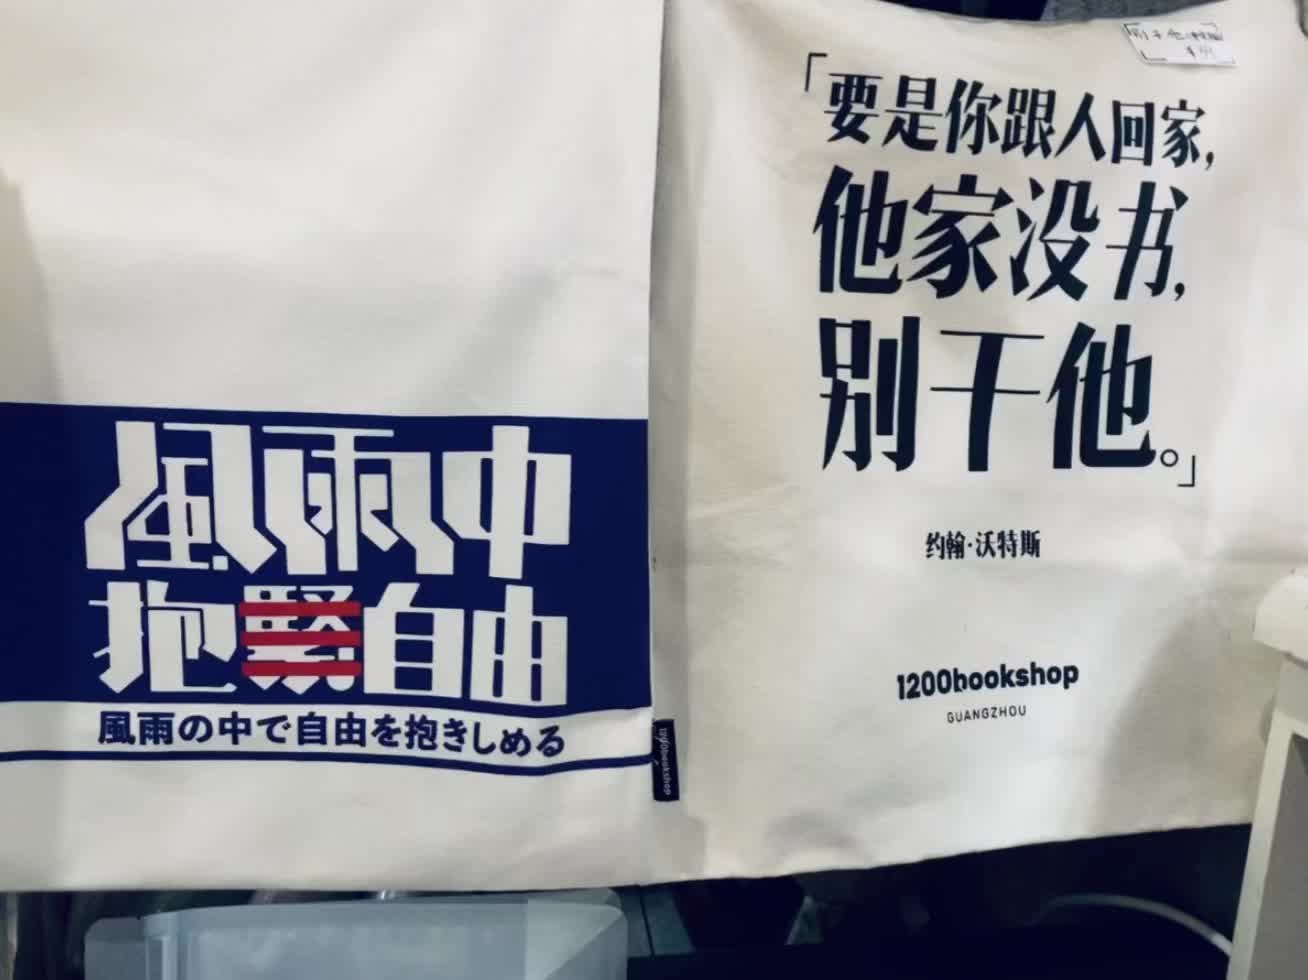 風雨中
抱緊自由
風雨の中で自由を抱きしめる
1200bookshop
「要是你跟人回家,
他家没书,
别干他。」
约翰·沃特斯
1200bookshop
GUANGZHOU